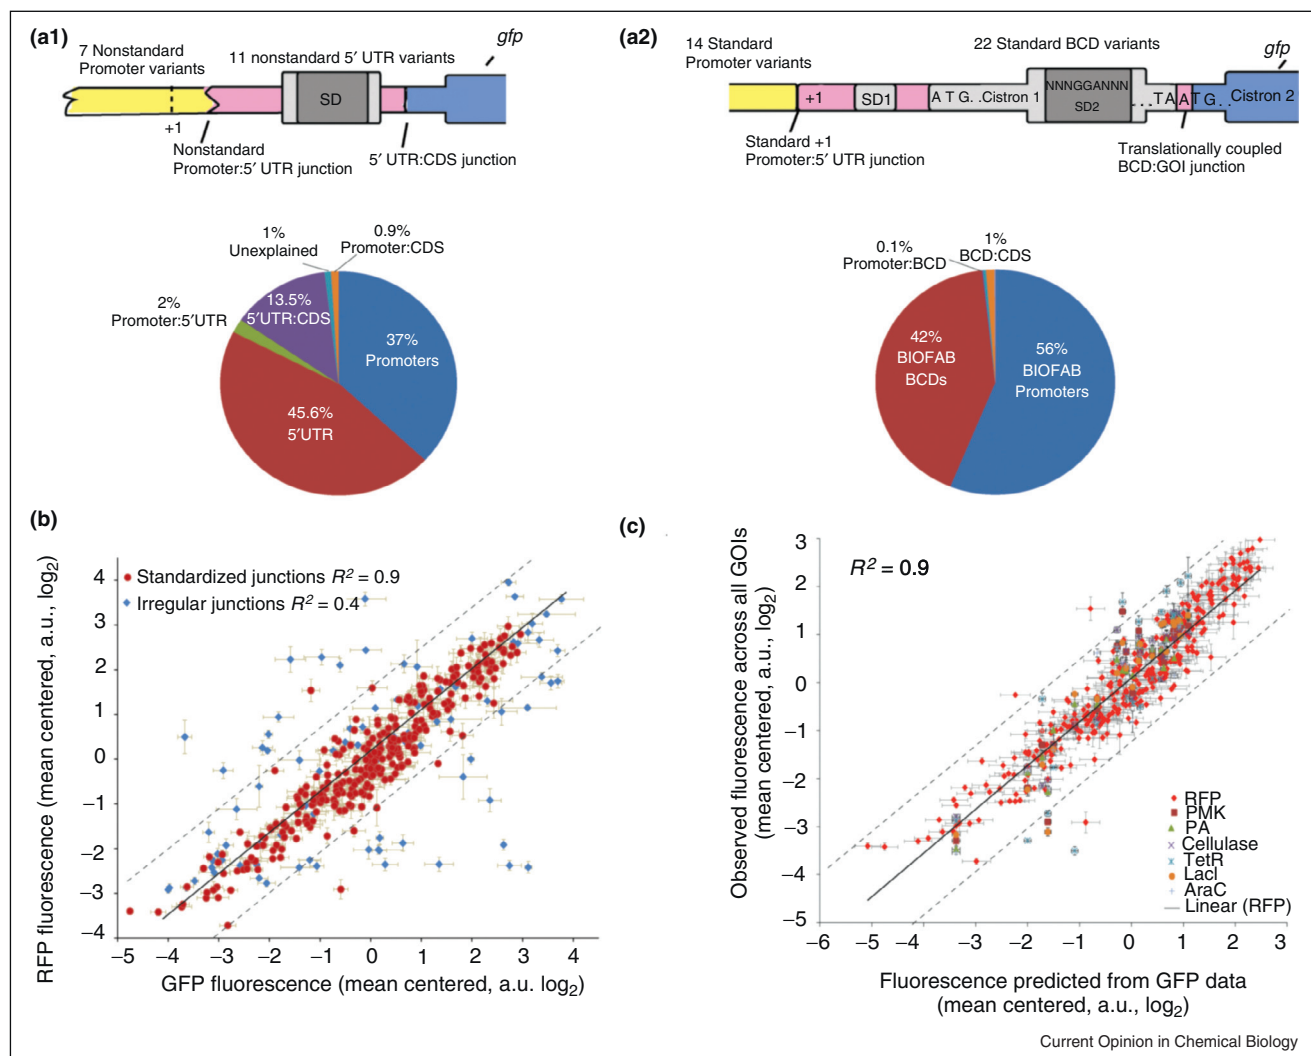 (a1)
7 Nonstandard
Promoter variants
11 nonstandard 5′ UTR variants
gfp
SD
+1
Nonstandard
Promoter:5′ UTR junction
5′ UTR:CDS junction
1%
Unexplained
0.9%
Promoter:CDS
2%
Promoter:5′UTR
13.5%
5′UTR:CDS
37%
Promoters
45.6%
5′UTR
(a2)
14 Standard
Promoter variants
22 Standard BCD variants
gfp
+1
SD1
A T G. .Cistron 1
NNNGGANNN
SD2
. . .T A A T G. . Cistron 2
Standard +1
Promoter:5′ UTR junction
Translationally coupled
BCD:GOI junction
0.1%
Promoter:BCD
1%
BCD:CDS
42%
BIOFAB
BCDs
56%
BIOFAB
Promoters
(b)
RFP fluorescence (mean centered, a.u., log2)
4
3
2
1
0
−1
−2
−3
−4
Standardized junctions R2 = 0.9
Irregular junctions R2 = 0.4
−5 −4 −3 −2 −1 0 1 2 3 4
GFP fluorescence (mean centered, a.u. log2)
(c)
Observed fluorescence across all GOIs
(mean centered, a.u., log2)
3
2
1
0
−1
−2
−3
−4
−5
R2 = 0.9
RFP
PMK
PA
Cellulase
TetR
LacI
AraC
Linear (RFP)
−6 −5 −4 −3 −2 −1 0 1 2 3
Fluorescence predicted from GFP data
(mean centered, a.u., log2)
Current Opinion in Chemical Biology